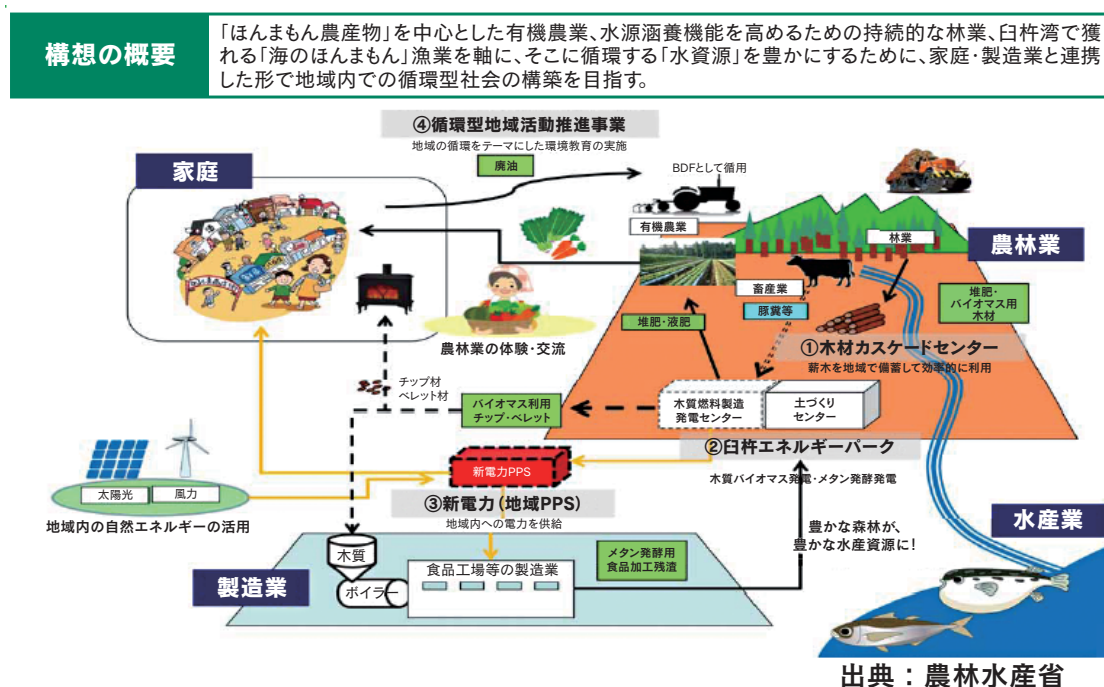 構想の概要
「ほんまもん農産物」を中心とした有機農業、水源涵養機能を高めるための持続的な林業、臼杵湾で獲
れる「海のほんまもん」漁業を軸に、そこに循環する「水資源」を豊かにするために、家庭・製造業と連携
した形で地域内での循環型社会の構築を目指す。
④循環型地域活動推進事業
地域の循環をテーマにした環境教育の実施
廃油
家庭
BDFとして循用
有機農業
林業
農林業
畜産業
豚糞等
堆肥・
バイオマス用
木材
堆肥・液肥
農林業の体験・交流
①木材カスケードセンター
薪木を地域で備蓄して効率的に利用
チップ材
ペレット材
バイオマス利用
チップ・ペレット
木質燃料製造
発電センター
土づくり
センター
②臼杵エネルギーパーク
木質バイオマス発電・メタン発酵発電
新電力PPS
③新電力(地域PPS)
地域内への電力を供給
太陽光
風力
地域内の自然エネルギーの活用
豊かな森林が、
豊かな水産資源に!
水産業
製造業
木質
ボイラー
食品工場等の製造業
メタン発酵用
食品加工残渣
出典:農林水産省